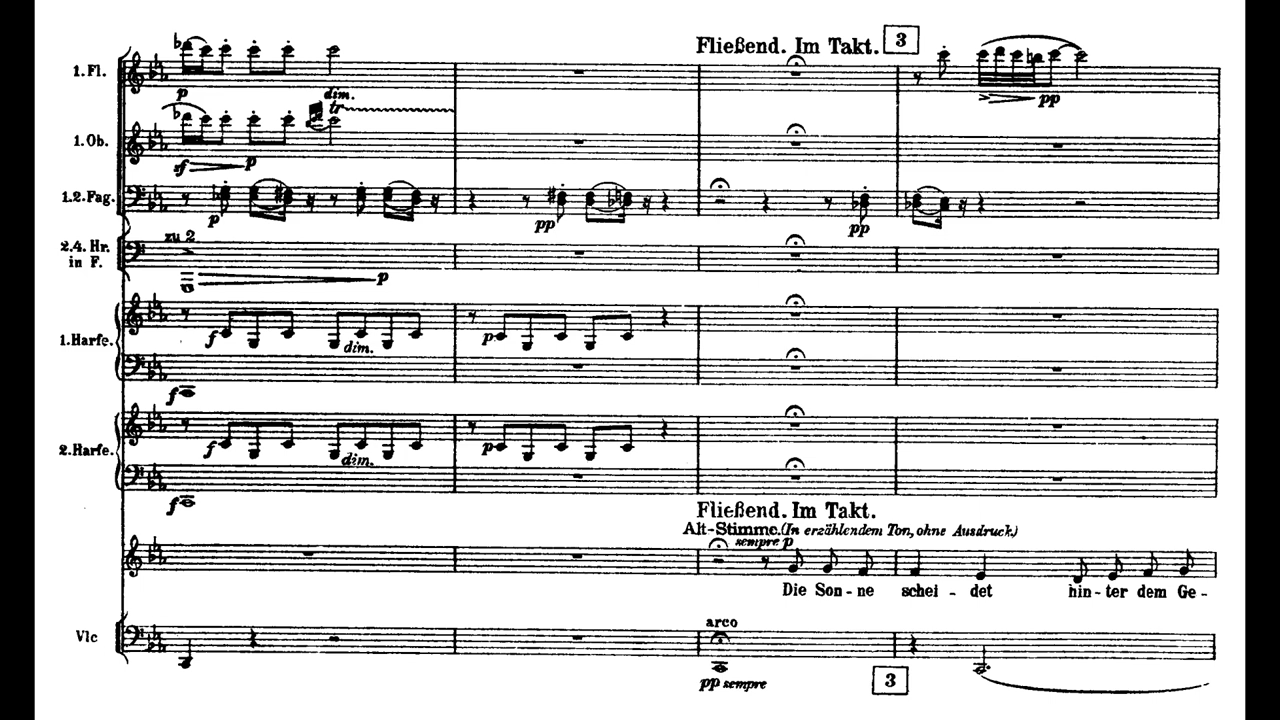 Fließend. Im Takt. 3
1. Fl.
p
dim.
pp
tr
1. Ob.
sf
p
1.2. Fag.
p
pp
pp
zu 2
2.4. Hr.
in F.
p
1. Harfe.
f
dim.
p
f
2. Harfe.
f
dim.
p
f
Fließend. Im Takt.
Alt-Stimme. (In erzählendem Ton, ohne Ausdruck.)
sempre p
Die Son - ne schei - det hin - ter dem Ge -
arco
Vlc
pp sempre
3